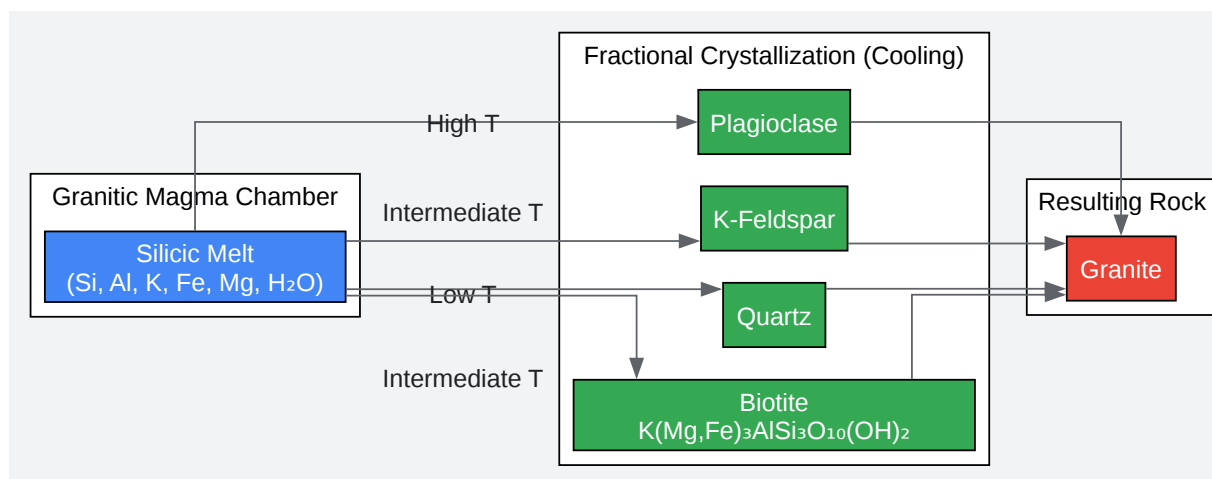 Fractional Crystallization (Cooling)
High T
Plagioclase
Granitic Magma Chamber
Intermediate T
K-Feldspar
Resulting Rock
Silicic Melt
(Si, Al, K, Fe, Mg, H₂O)
Granite
Low T
Quartz
Intermediate T
Biotite
K(Mg,Fe)₃AlSi₃O₁₀(OH)₂